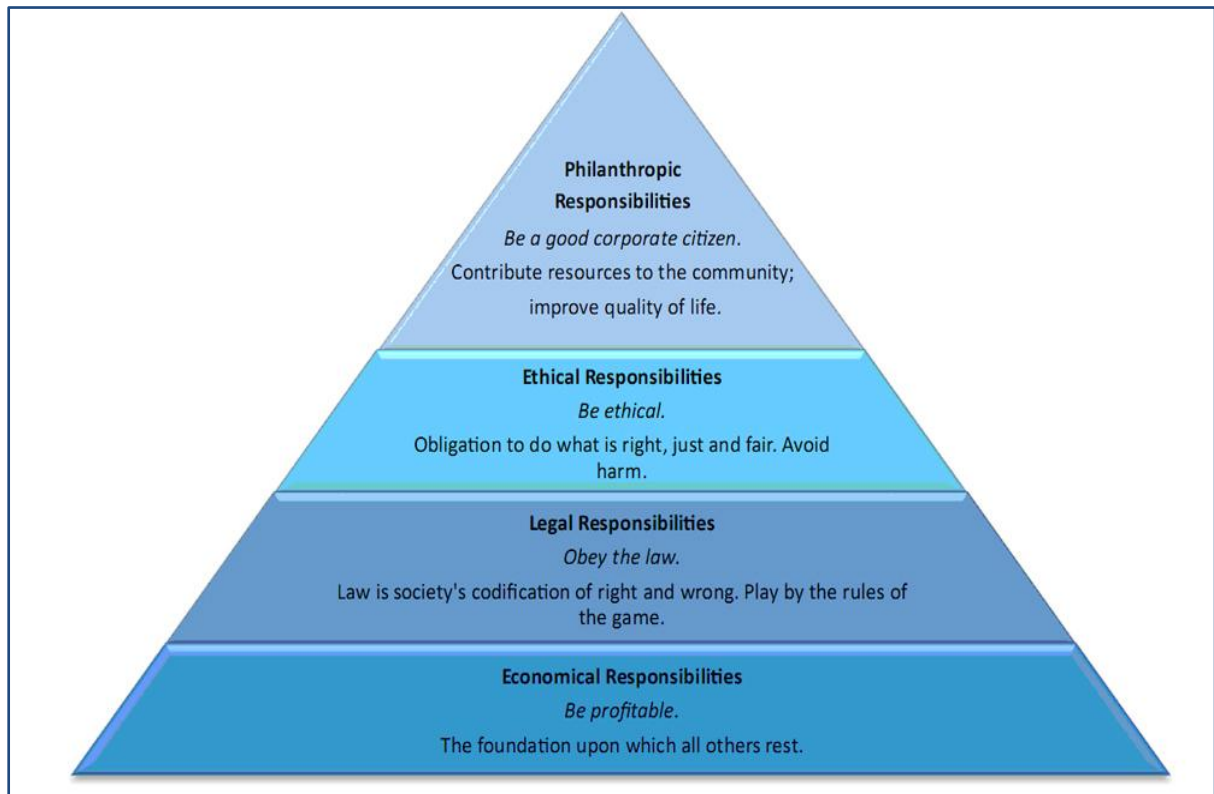 Philanthropic
Responsibilities
Be a good corporate citizen.
Contribute resources to the community;
improve quality of life.
Ethical Responsibilities
Be ethical.
Obligation to do what is right, just and fair. Avoid
harm.
Legal Responsibilities
Obey the law.
Law is society's codification of right and wrong. Play by the rules of
the game.
Economical Responsibilities
Be profitable.
The foundation upon which all others rest.